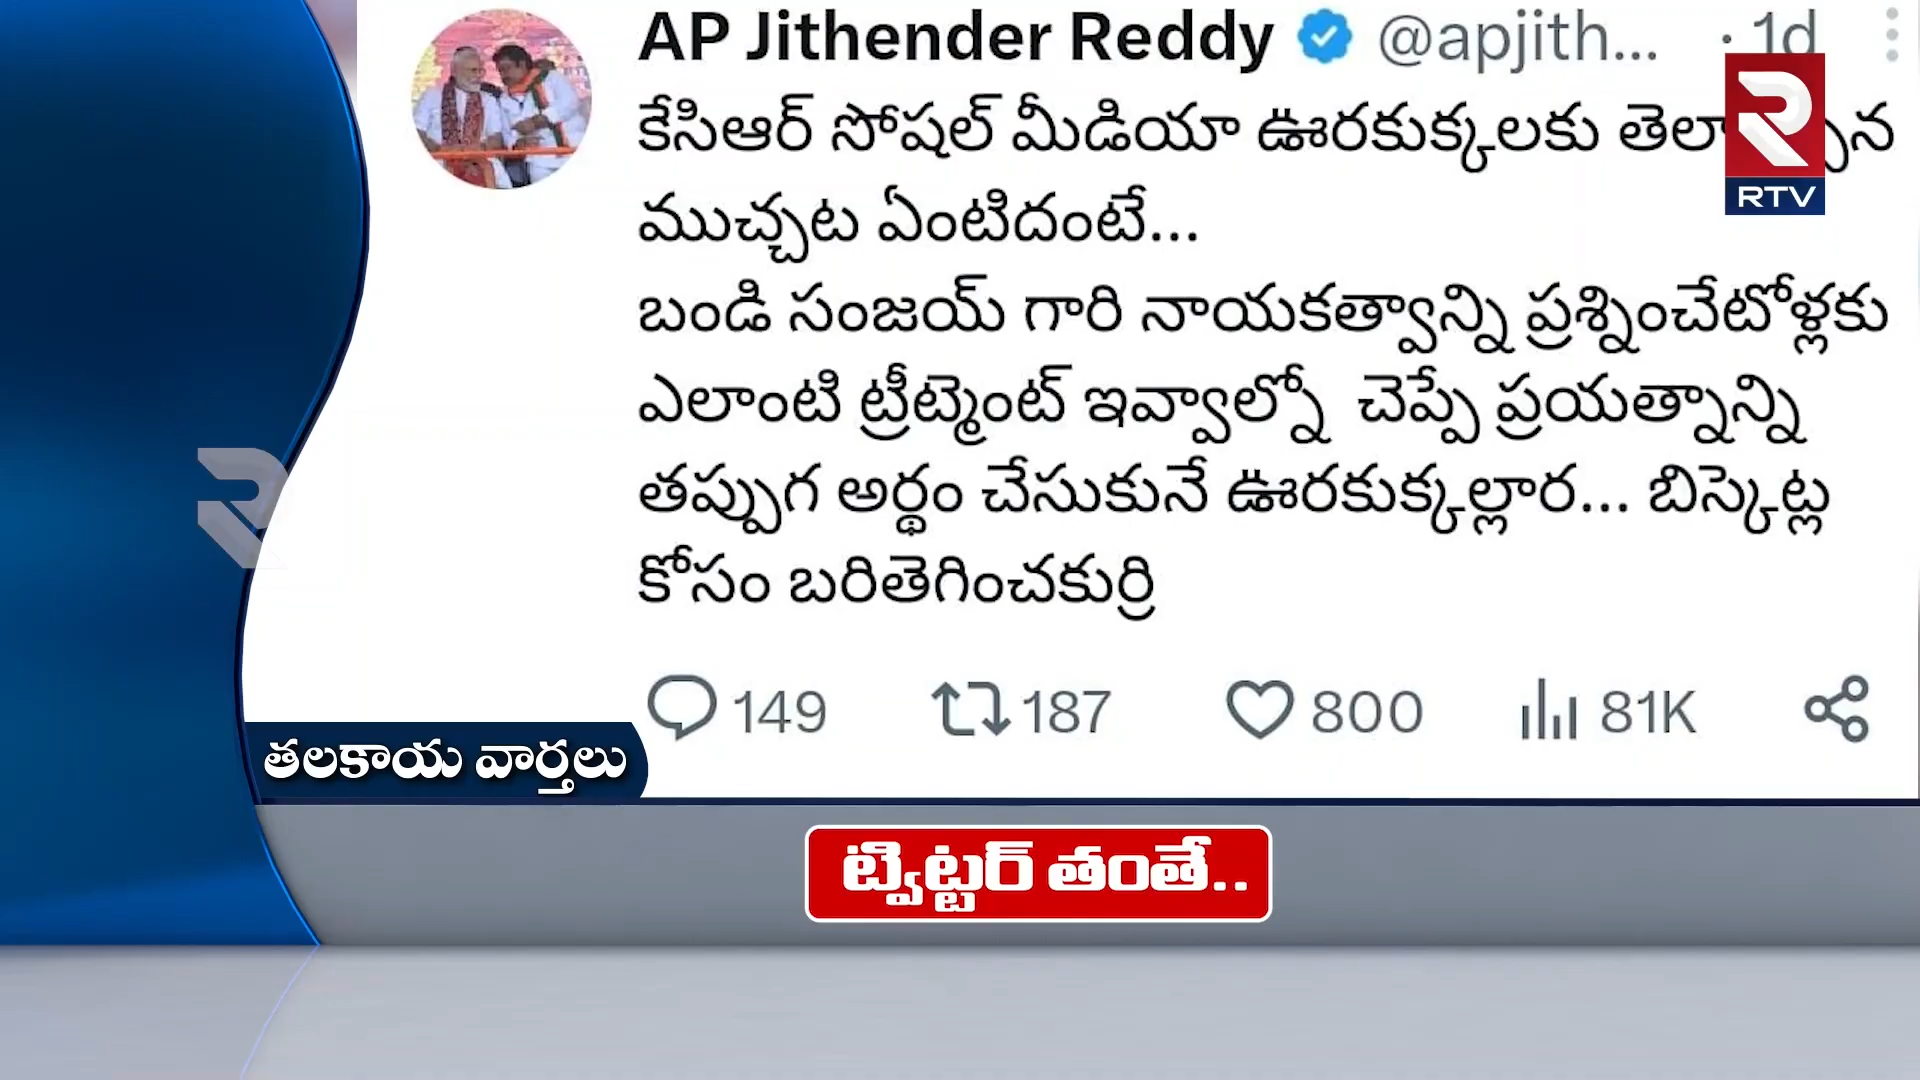 AP Jithender Reddy @apjith... · 1d
కేసిఆర్ సోషల్ మీడియా ఊరకుక్కలకు
ముచ్చట ఏంటిదంటే...
బండి సంజయ్ గారి నాయకత్వాన్ని ప్రశ్నించేటోళ్లకు
ఎలాంటి ట్రీట్మెంట్ ఇవ్వాల్నో చెప్పే ప్రయత్నాన్ని
తప్పుగ అర్థం చేసుకునే ఊరకుక్కల్లార... బిస్కెట్ల
కోసం బరితెగించకుర్రి
149 187 800 81K
RTV
తలకాయ వార్తలు
ట్విట్టర్ తంతే..